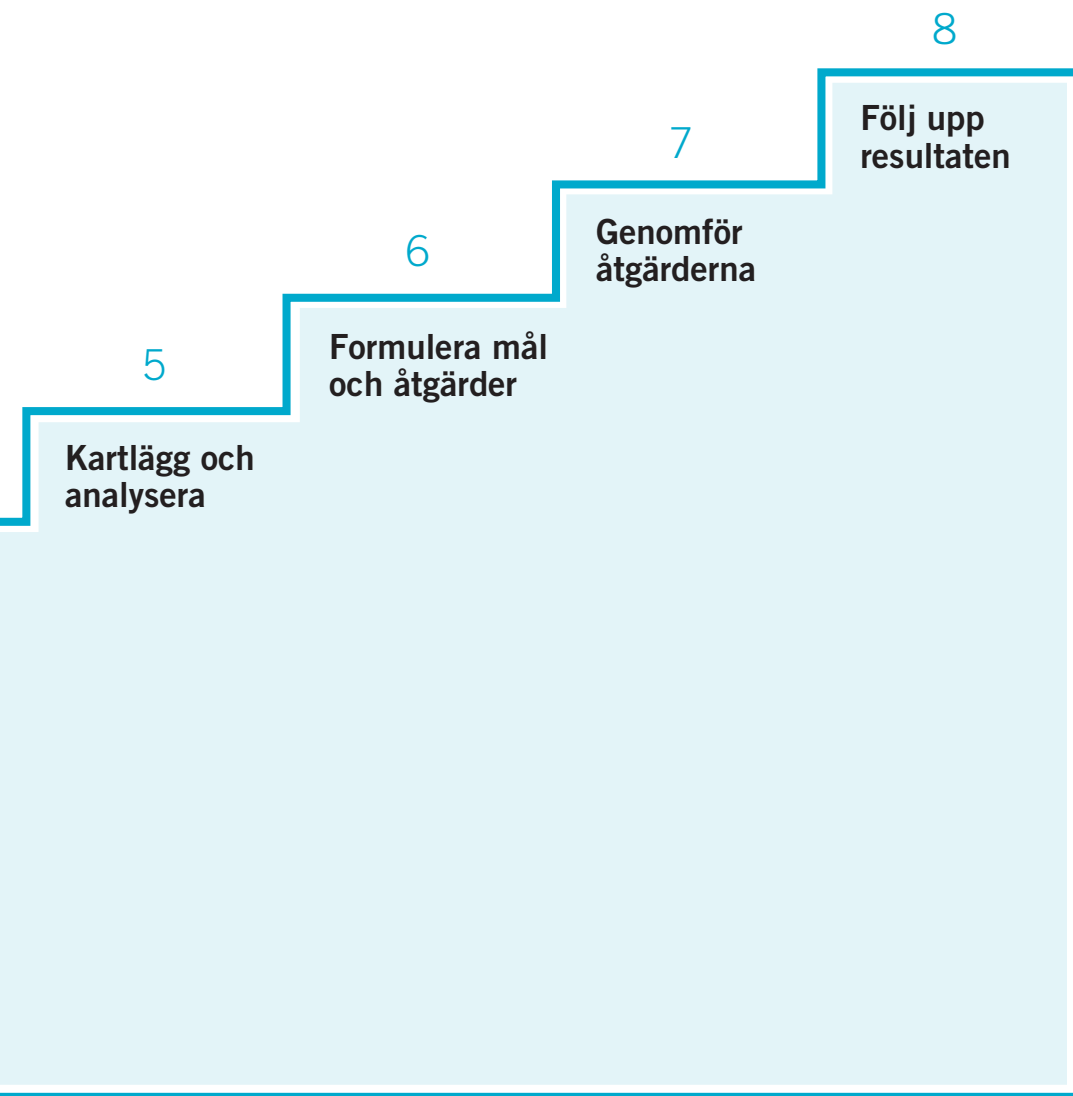 8
Följ upp
resultaten
7
Genomför
åtgärderna
6
Formulera mål
och åtgärder
5
Kartlägg och
analysera